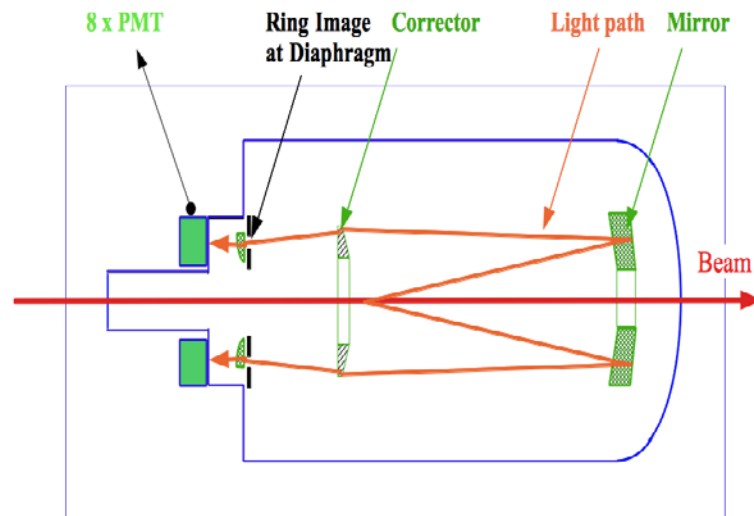 8 x PMT
Ring Image
at Diaphragm
Corrector
Light path
Mirror
Beam